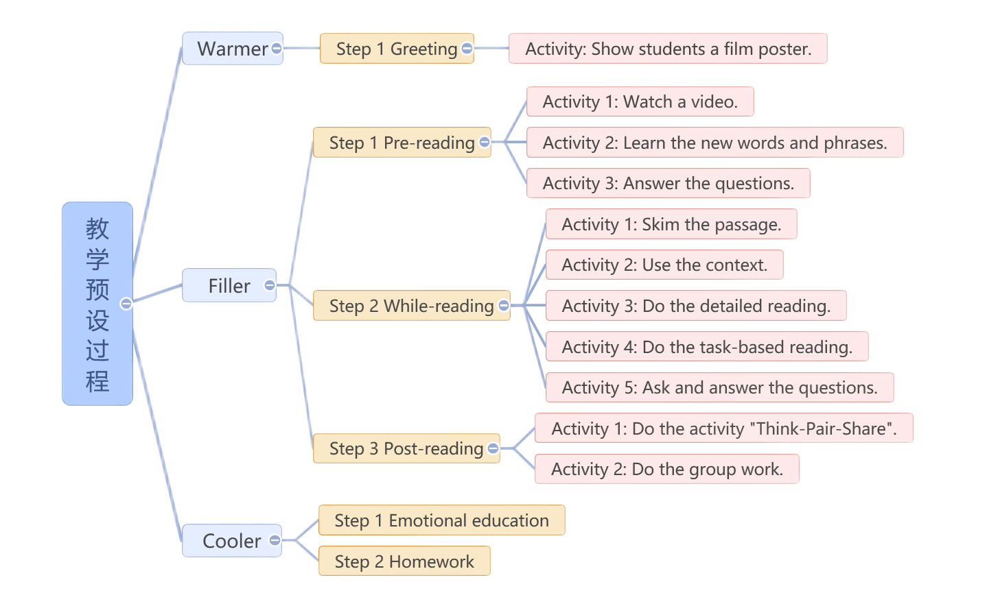 教学预设过程
Warmer
Step 1 Greeting
Activity: Show students a film poster.
Filler
Step 1 Pre-reading
Activity 1: Watch a video.
Activity 2: Learn the new words and phrases.
Activity 3: Answer the questions.
Step 2 While-reading
Activity 1: Skim the passage.
Activity 2: Use the context.
Activity 3: Do the detailed reading.
Activity 4: Do the task-based reading.
Activity 5: Ask and answer the questions.
Step 3 Post-reading
Activity 1: Do the activity "Think-Pair-Share".
Activity 2: Do the group work.
Cooler
Step 1 Emotional education
Step 2 Homework